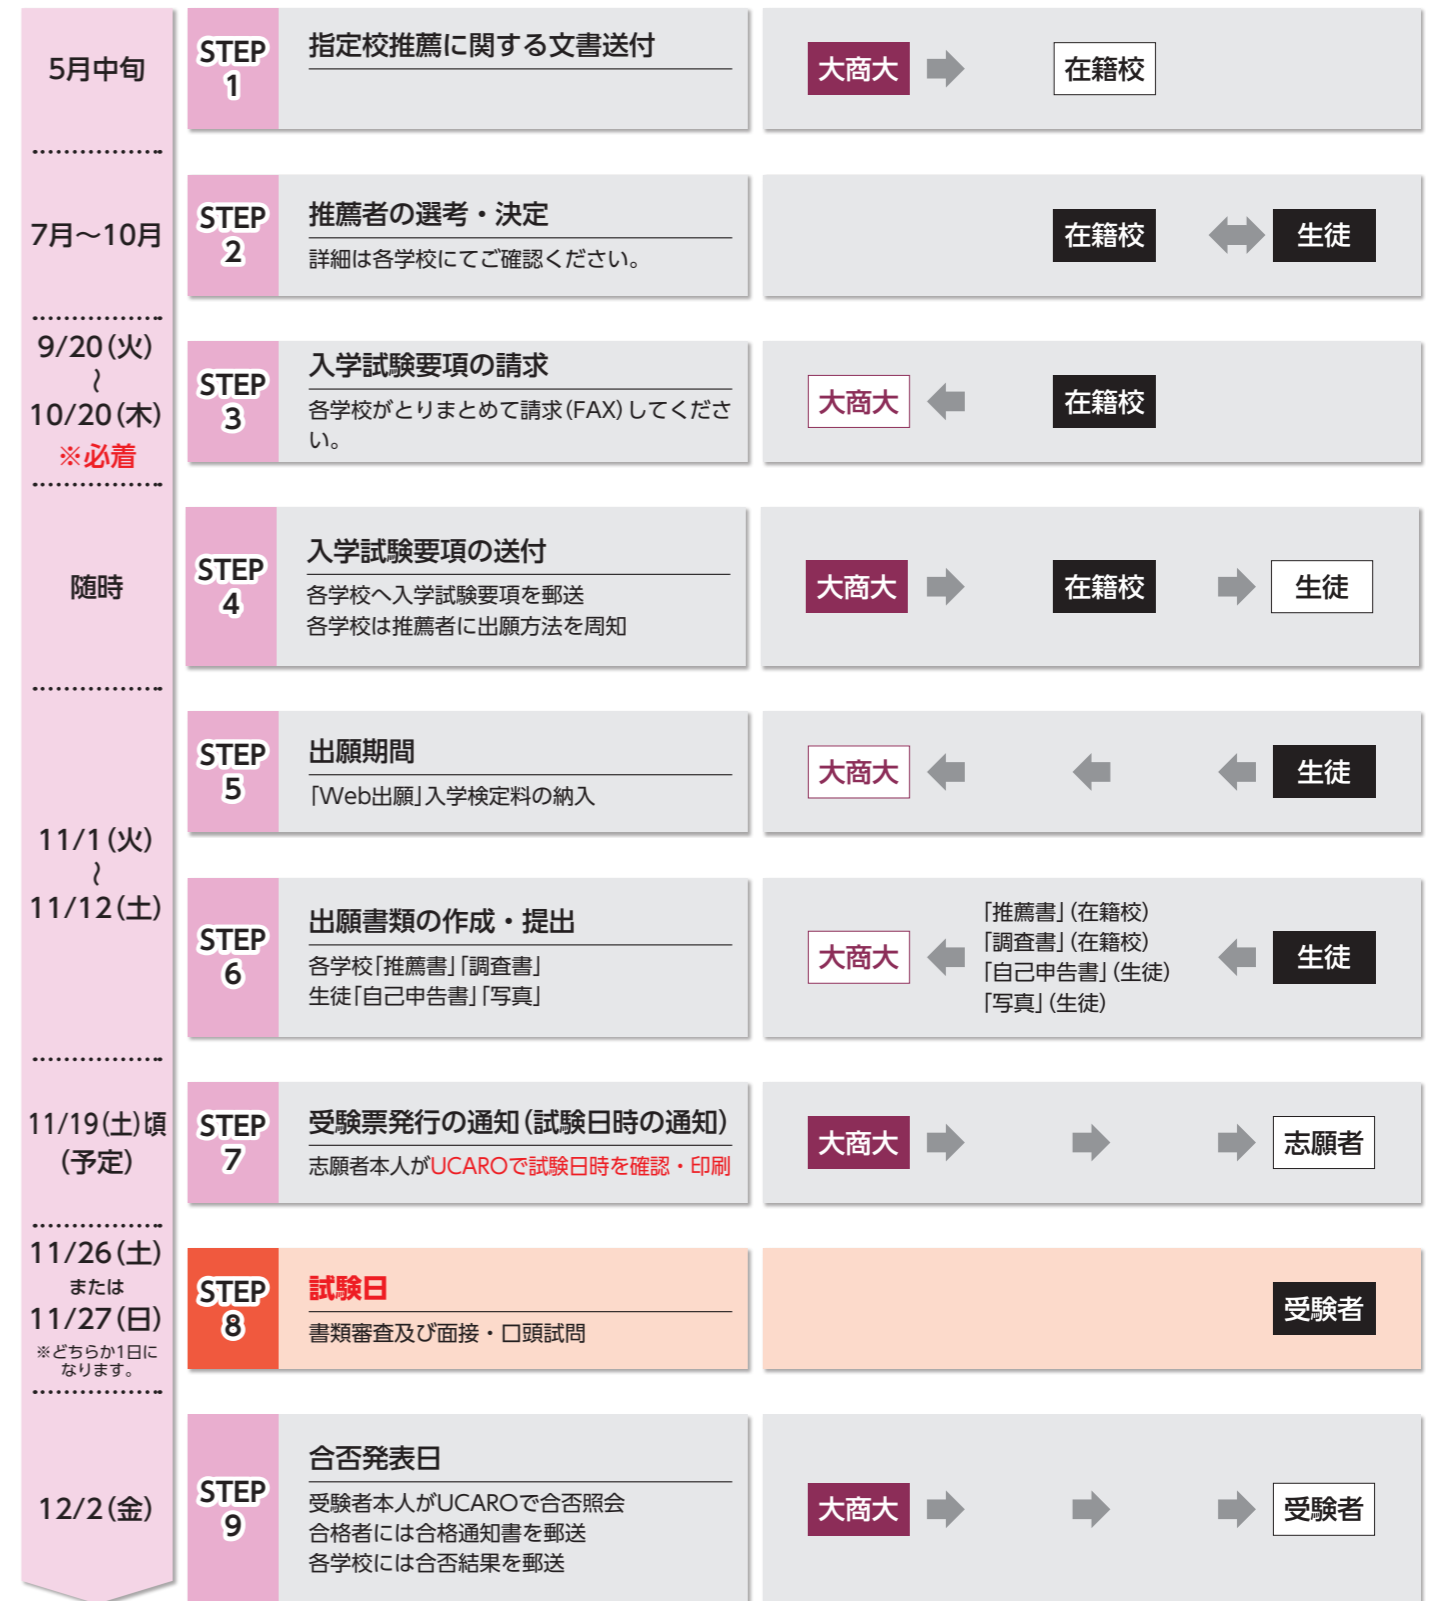 5月中旬
STEP
1
指定校推薦に関する文書送付
大商大
在籍校
7月〜10月
STEP
2
推薦者の選考・決定
詳細は各学校にてご確認ください。
在籍校
生徒
9/20(火)
〜
10/20(木)
※必着
STEP
3
入学試験要項の請求
各学校がとりまとめて請求(FAX)してくださ
い。
大商大
在籍校
随時
STEP
4
入学試験要項の送付
各学校へ入学試験要項を郵送
各学校は推薦者に出願方法を周知
大商大
在籍校
生徒
11/1(火)
〜
11/12(土)
STEP
5
出願期間
「Web出願」入学検定料の納入
大商大
生徒
STEP
6
出願書類の作成・提出
各学校「推薦書」「調査書」
生徒「自己申告書」「写真」
大商大
「推薦書」(在籍校)
「調査書」(在籍校)
「自己申告書」(生徒)
「写真」(生徒)
生徒
11/19(土)頃
(予定)
STEP
7
受験票発行の通知(試験日時の通知)
志願者本人がUCAROで試験日時を確認・印刷
大商大
志願者
11/26(土)
または
11/27(日)
※どちらか1日に
なります。
STEP
8
試験日
書類審査及び面接・口頭試問
受験者
12/2(金)
STEP
9
合否発表日
受験者本人がUCAROで合否照会
合格者には合格通知書を郵送
各学校には合否結果を郵送
大商大
受験者